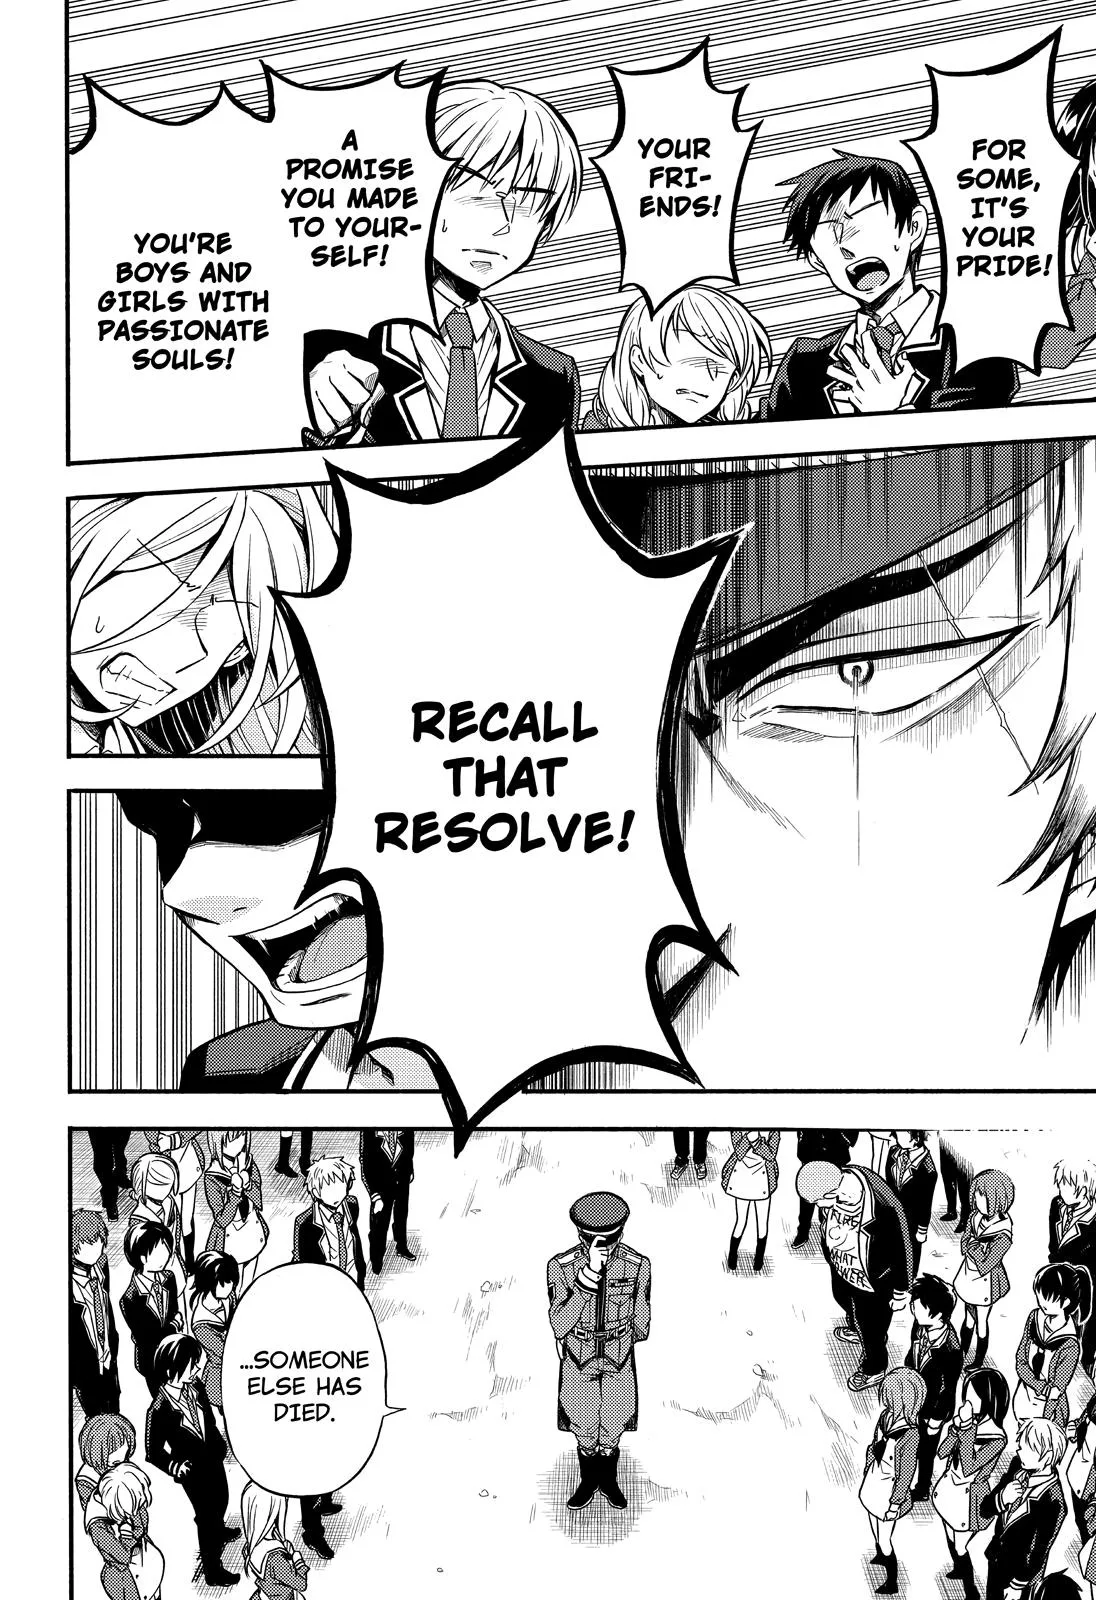 FOR
SOME,
IT'S
YOUR
PRIDE!
YOUR
FRI-
ENDS!
A
PROMISE
YOU MADE
TO YOUR-
SELF!
YOU'RE
BOYS AND
GIRLS WITH
PASSIONATE
SOULS!
RECALL
THAT
RESOLVE!
...SOMEONE
ELSE HAS
DIED.